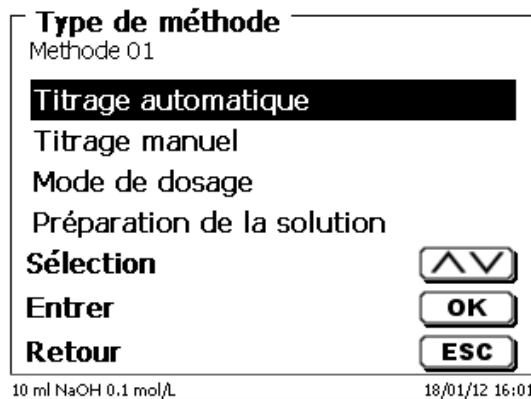 Type de méthode
Methode 01
Titrage automatique
Titrage manuel
Mode de dosage
Préparation de la solution
Sélection
Entrer OK
Retour ESC
10 ml NaOH 0.1 mol/L 18/01/12 16:01